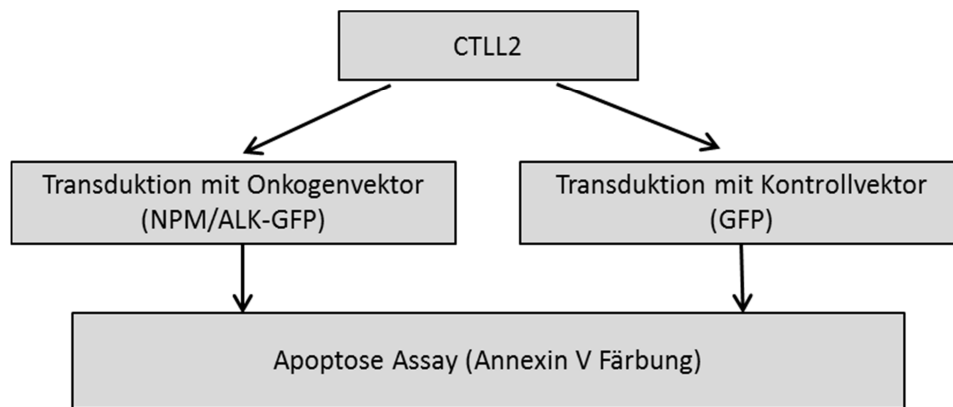 CTLL2
Transduktion mit Onkogenvektor
(NPM/ALK-GFP)
Transduktion mit Kontrollvektor
(GFP)
Apoptose Assay (Annexin V Färbung)